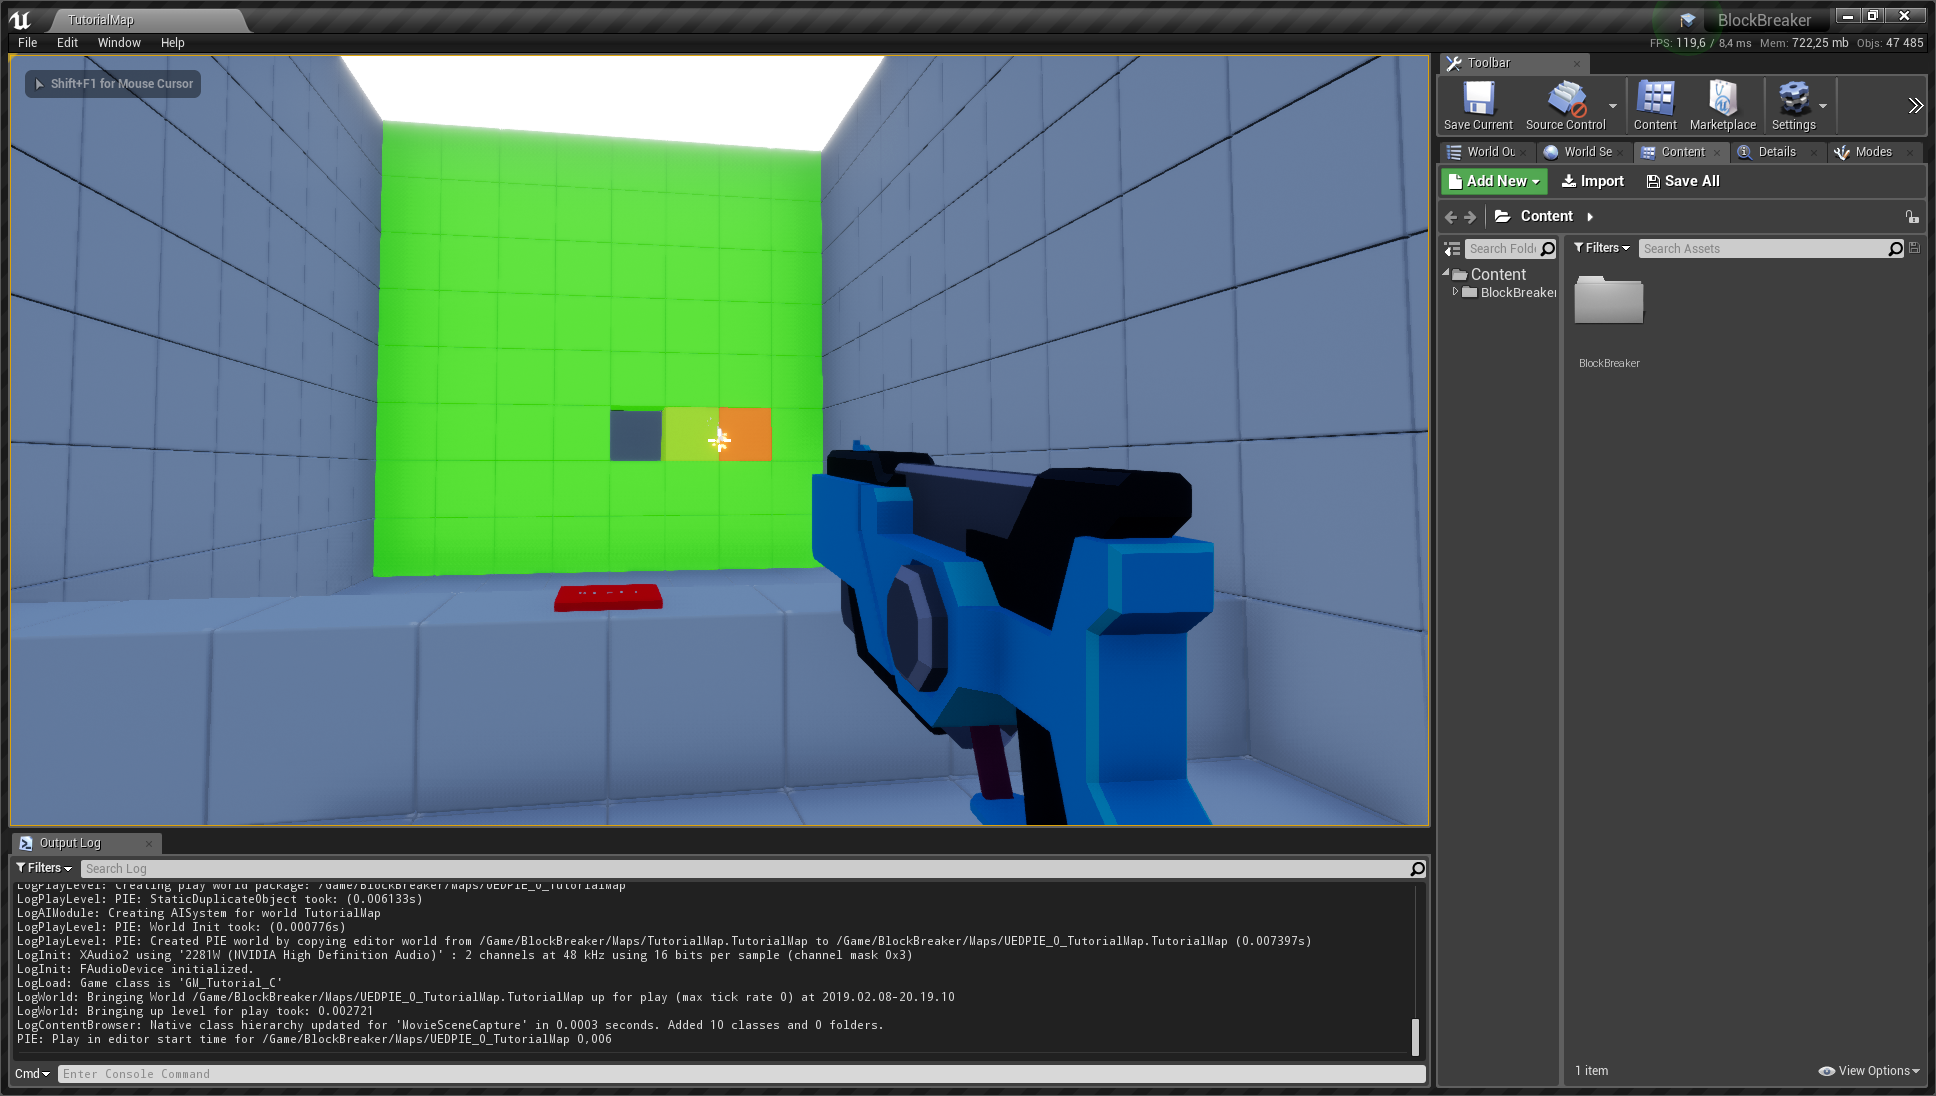 TutorialMap
BlockBreaker
File Edit Window Help
FPS: 119,6 / 8,4 ms Mem: 722,25 mb Objs: 47 485
Shift+F1 for Mouse Cursor
Toolbar
Save Current Source Control Content Marketplace Settings
World Ou World Se Content Details Modes
Add New Import Save All
Content
Search Folde Filters Search Assets
Content
BlockBreaker
BlockBreaker
1 item View Options
Output Log
Filters Search Log
LogPlayLevel: Creating play world package: /Game/BlockBreaker/Maps/UEDPIE_0_TutorialMap
LogPlayLevel: PIE: StaticDuplicateObject took: (0.006133s)
LogAIModule: Creating AISystem for world TutorialMap
LogPlayLevel: PIE: World Init took: (0.000776s)
LogPlayLevel: PIE: Created PIE world by copying editor world from /Game/BlockBreaker/Maps/TutorialMap.TutorialMap to /Game/BlockBreaker/Maps/UEDPIE_0_TutorialMap.TutorialMap (0.007397s)
LogInit: XAudio2 using '2281W (NVIDIA High Definition Audio)' : 2 channels at 48 kHz using 16 bits per sample (channel mask 0x3)
LogInit: FAudioDevice initialized.
LogLoad: Game class is 'GM_Tutorial_C'
LogWorld: Bringing World /Game/BlockBreaker/Maps/UEDPIE_0_TutorialMap.TutorialMap up for play (max tick rate 0) at 2019.02.08-20.19.10
LogWorld: Bringing up level for play took: 0.002721
LogContentBrowser: Native class hierarchy updated for 'MovieSceneCapture' in 0.0003 seconds. Added 10 classes and 0 folders.
PIE: Play in editor start time for /Game/BlockBreaker/Maps/UEDPIE_0_TutorialMap 0,006
Cmd Enter Console Command